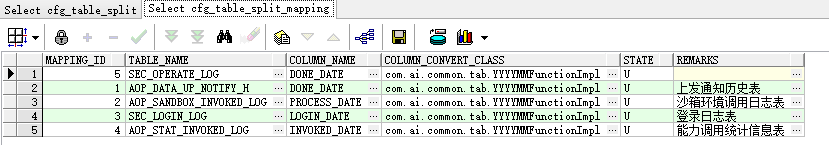 Select cfg_table_split Select cfg_table_split_mapping
MAPPING_ID TABLE_NAME COLUMN_NAME COLUMN_CONVERT_CLASS STATE REMARKS
1 5 SEC_OPERATE_LOG ... DONE_DATE ... com.ai.common.tab.YYYYMMFunctionImpl ... U ...
2 1 AOP_DATA_UP_NOTIFY_H ... DONE_DATE ... com.ai.common.tab.YYYYMMFunctionImpl ... U 上发通知历史表 ...
3 2 AOP_SANDBOX_INVOKED_LOG ... PROCESS_DATE ... com.ai.common.tab.YYYYMMFunctionImpl ... U 沙箱环境调用日志表 ...
4 3 SEC_LOGIN_LOG ... LOGIN_DATE ... com.ai.common.tab.YYYYMMFunctionImpl ... U 登录日志表 ...
5 4 AOP_STAT_INVOKED_LOG ... INVOKED_DATE ... com.ai.common.tab.YYYYMMFunctionImpl ... U 能力调用统计信息表 ...